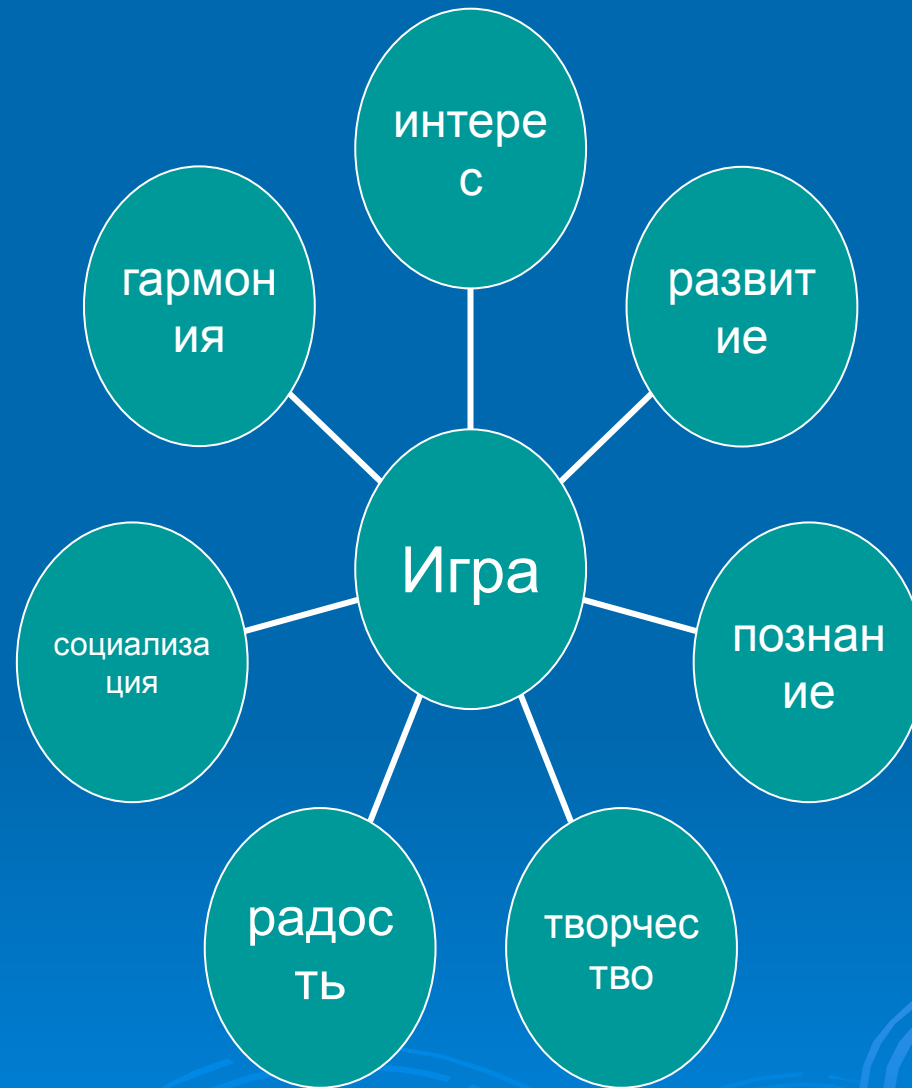 интере
с
гармон
ия
развит
ие
Игра
социализа
ция
познан
ие
радос
ть
творчес
тво